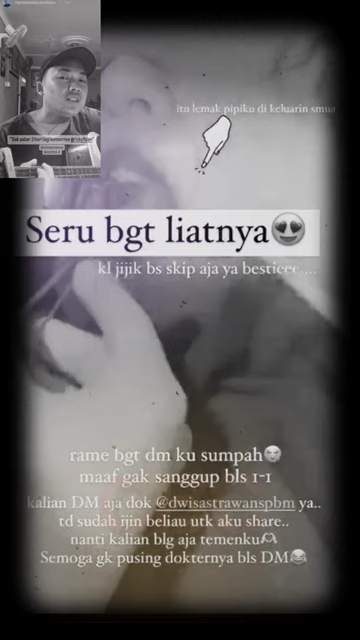 itu lemak pipiku di keluarin smua
Seru bgt liatnya😍
kl jijik bs skip aja ya besticee ...
rame bgt dm ku sumpah
maaf gak sanggup bls 1-1
kalian DM aja dok @dwisastrawanspbm ya..
td sudah ijin beliau utk aku share..
nanti kalian blg aja temenku🫶
Semoga gk pusing dokternya bls DM😂